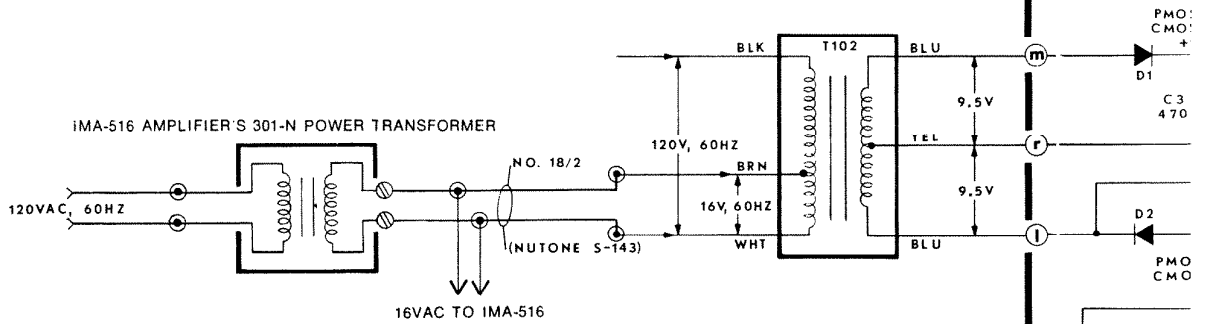 PMO
CMO
+
BLK
T102
BLU
m
D1
9.5V
C3
470
IMA-516 AMPLIFIER'S 301-N POWER TRANSFORMER
NO. 18/2
120V, 60HZ
BRN
TEL
r
120VAC, 60HZ
16V, 60HZ
9.5V
D2
(NUTONE S-143)
WHT
BLU
l
PMO
CMO
16VAC TO IMA-516